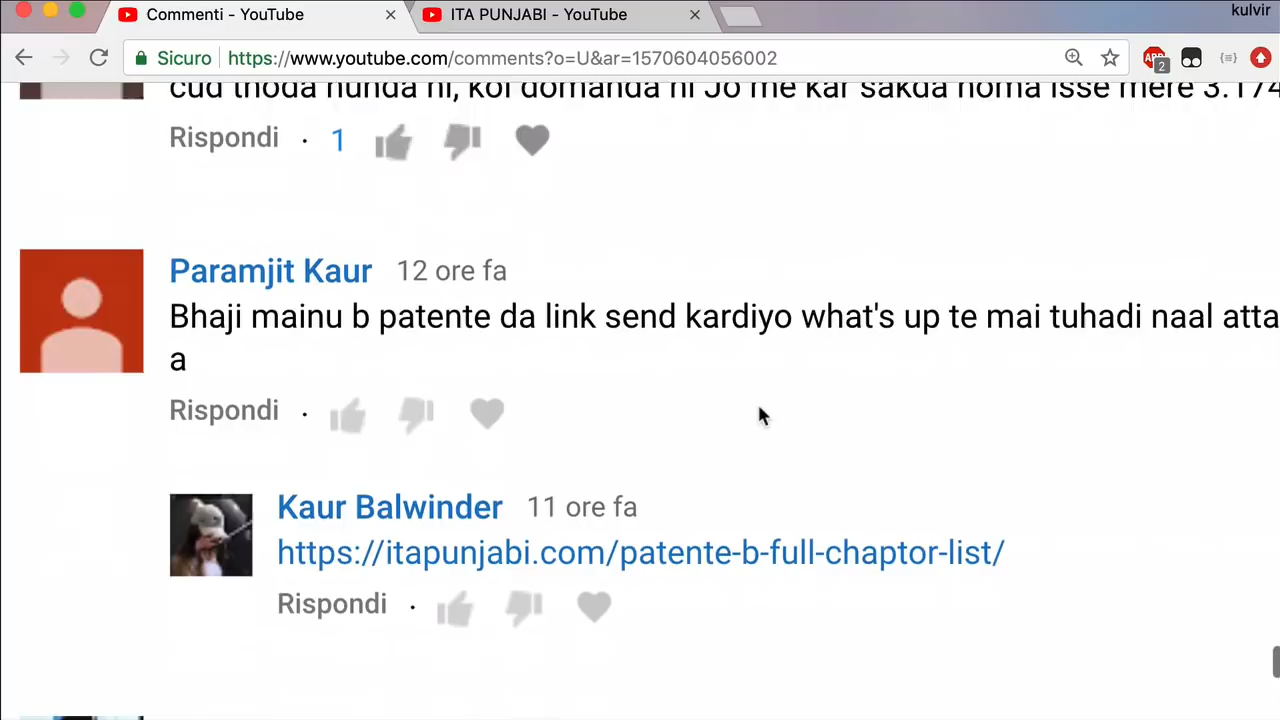 kulvir
Commenti - YouTube
ITA PUNJABI - YouTube
Sicuro https://www.youtube.com/comments?o=U&ar=1570604056002
2
cud thoda hunda ni, koi domanda ni Jo me kar sakda homa isse mere 3.174
Rispondi · 1
Paramjit Kaur 12 ore fa
Bhaji mainu b patente da link send kardiyo what's up te mai tuhadi naal atta
a
Rispondi ·
Kaur Balwinder 11 ore fa
https://itapunjabi.com/patente-b-full-chaptor-list/
Rispondi ·